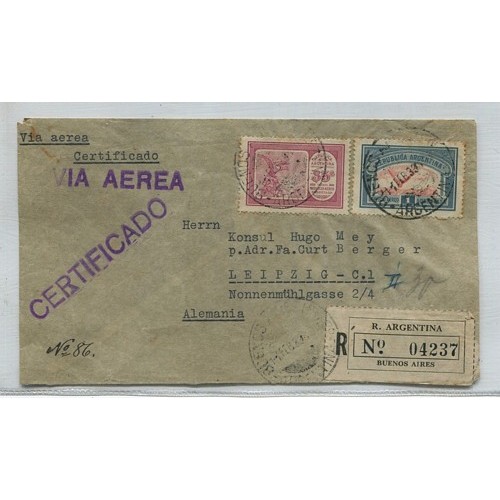 Via aerea
Certificado
VIA AEREA
CERTIFICADO
REPUBLICA ARGENTINA
Herrn
Konsul Hugo Mey
p.Adr.Fa.Curt Berger
LEIPZIG-C.1
Nonnenmühlgasse 2/4
Alemania
No 86.
R. ARGENTINA
R No 04237
BUENOS AIRES